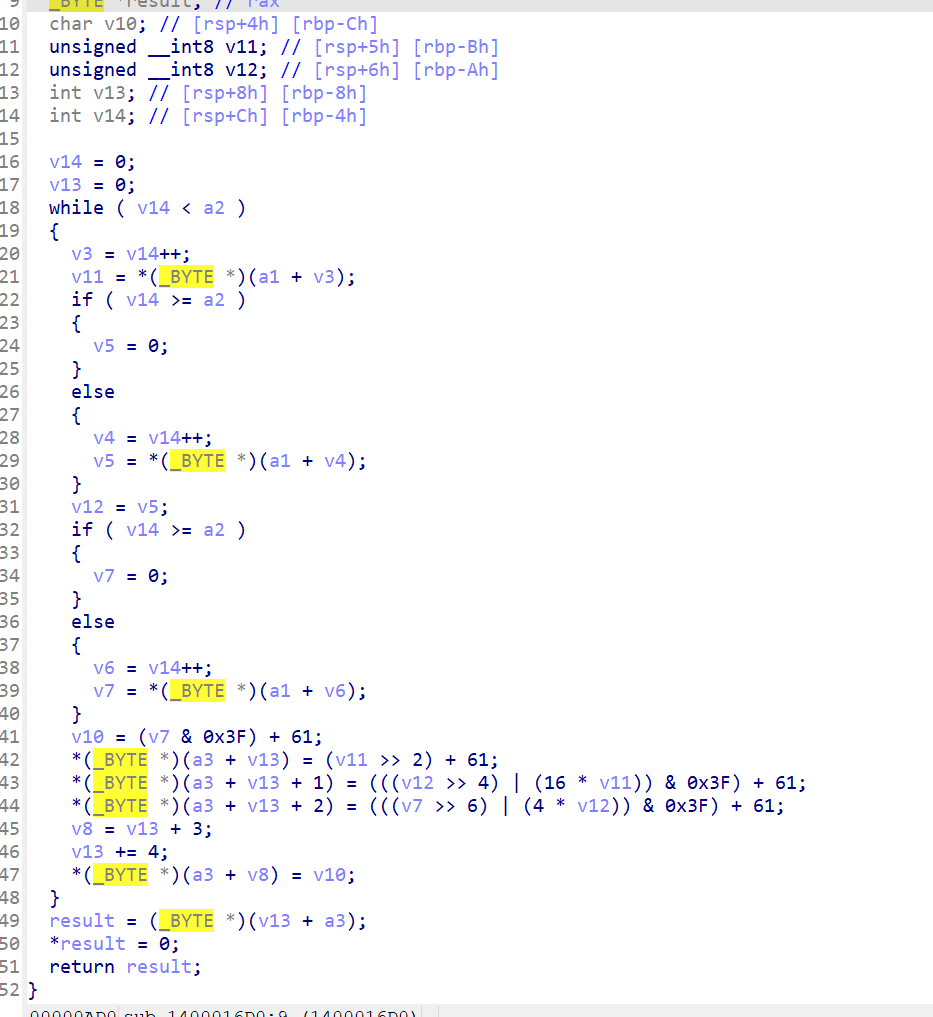 9 _BYTE *result; // rax
10 char v10; // [rsp+4h] [rbp-Ch]
11 unsigned __int8 v11; // [rsp+5h] [rbp-Bh]
12 unsigned __int8 v12; // [rsp+6h] [rbp-Ah]
13 int v13; // [rsp+8h] [rbp-8h]
14 int v14; // [rsp+Ch] [rbp-4h]
15
16 v14 = 0;
17 v13 = 0;
18 while ( v14 < a2 )
19 {
20 v3 = v14++;
21 v11 = *(_BYTE *)(a1 + v3);
22 if ( v14 >= a2 )
23 {
24 v5 = 0;
25 }
26 else
27 {
28 v4 = v14++;
29 v5 = *(_BYTE *)(a1 + v4);
30 }
31 v12 = v5;
32 if ( v14 >= a2 )
33 {
34 v7 = 0;
35 }
36 else
37 {
38 v6 = v14++;
39 v7 = *(_BYTE *)(a1 + v6);
40 }
41 v10 = (v7 & 0x3F) + 61;
42 *(_BYTE *)(a3 + v13) = (v11 >> 2) + 61;
43 *(_BYTE *)(a3 + v13 + 1) = (((v12 >> 4) | (16 * v11)) & 0x3F) + 61;
44 *(_BYTE *)(a3 + v13 + 2) = (((v7 >> 6) | (4 * v12)) & 0x3F) + 61;
45 v8 = v13 + 3;
46 v13 += 4;
47 *(_BYTE *)(a3 + v8) = v10;
48 }
49 result = (_BYTE *)(v13 + a3);
50 *result = 0;
51 return result;
52 }
00000AD0 sub_1400016D0:9 (1400016D0)